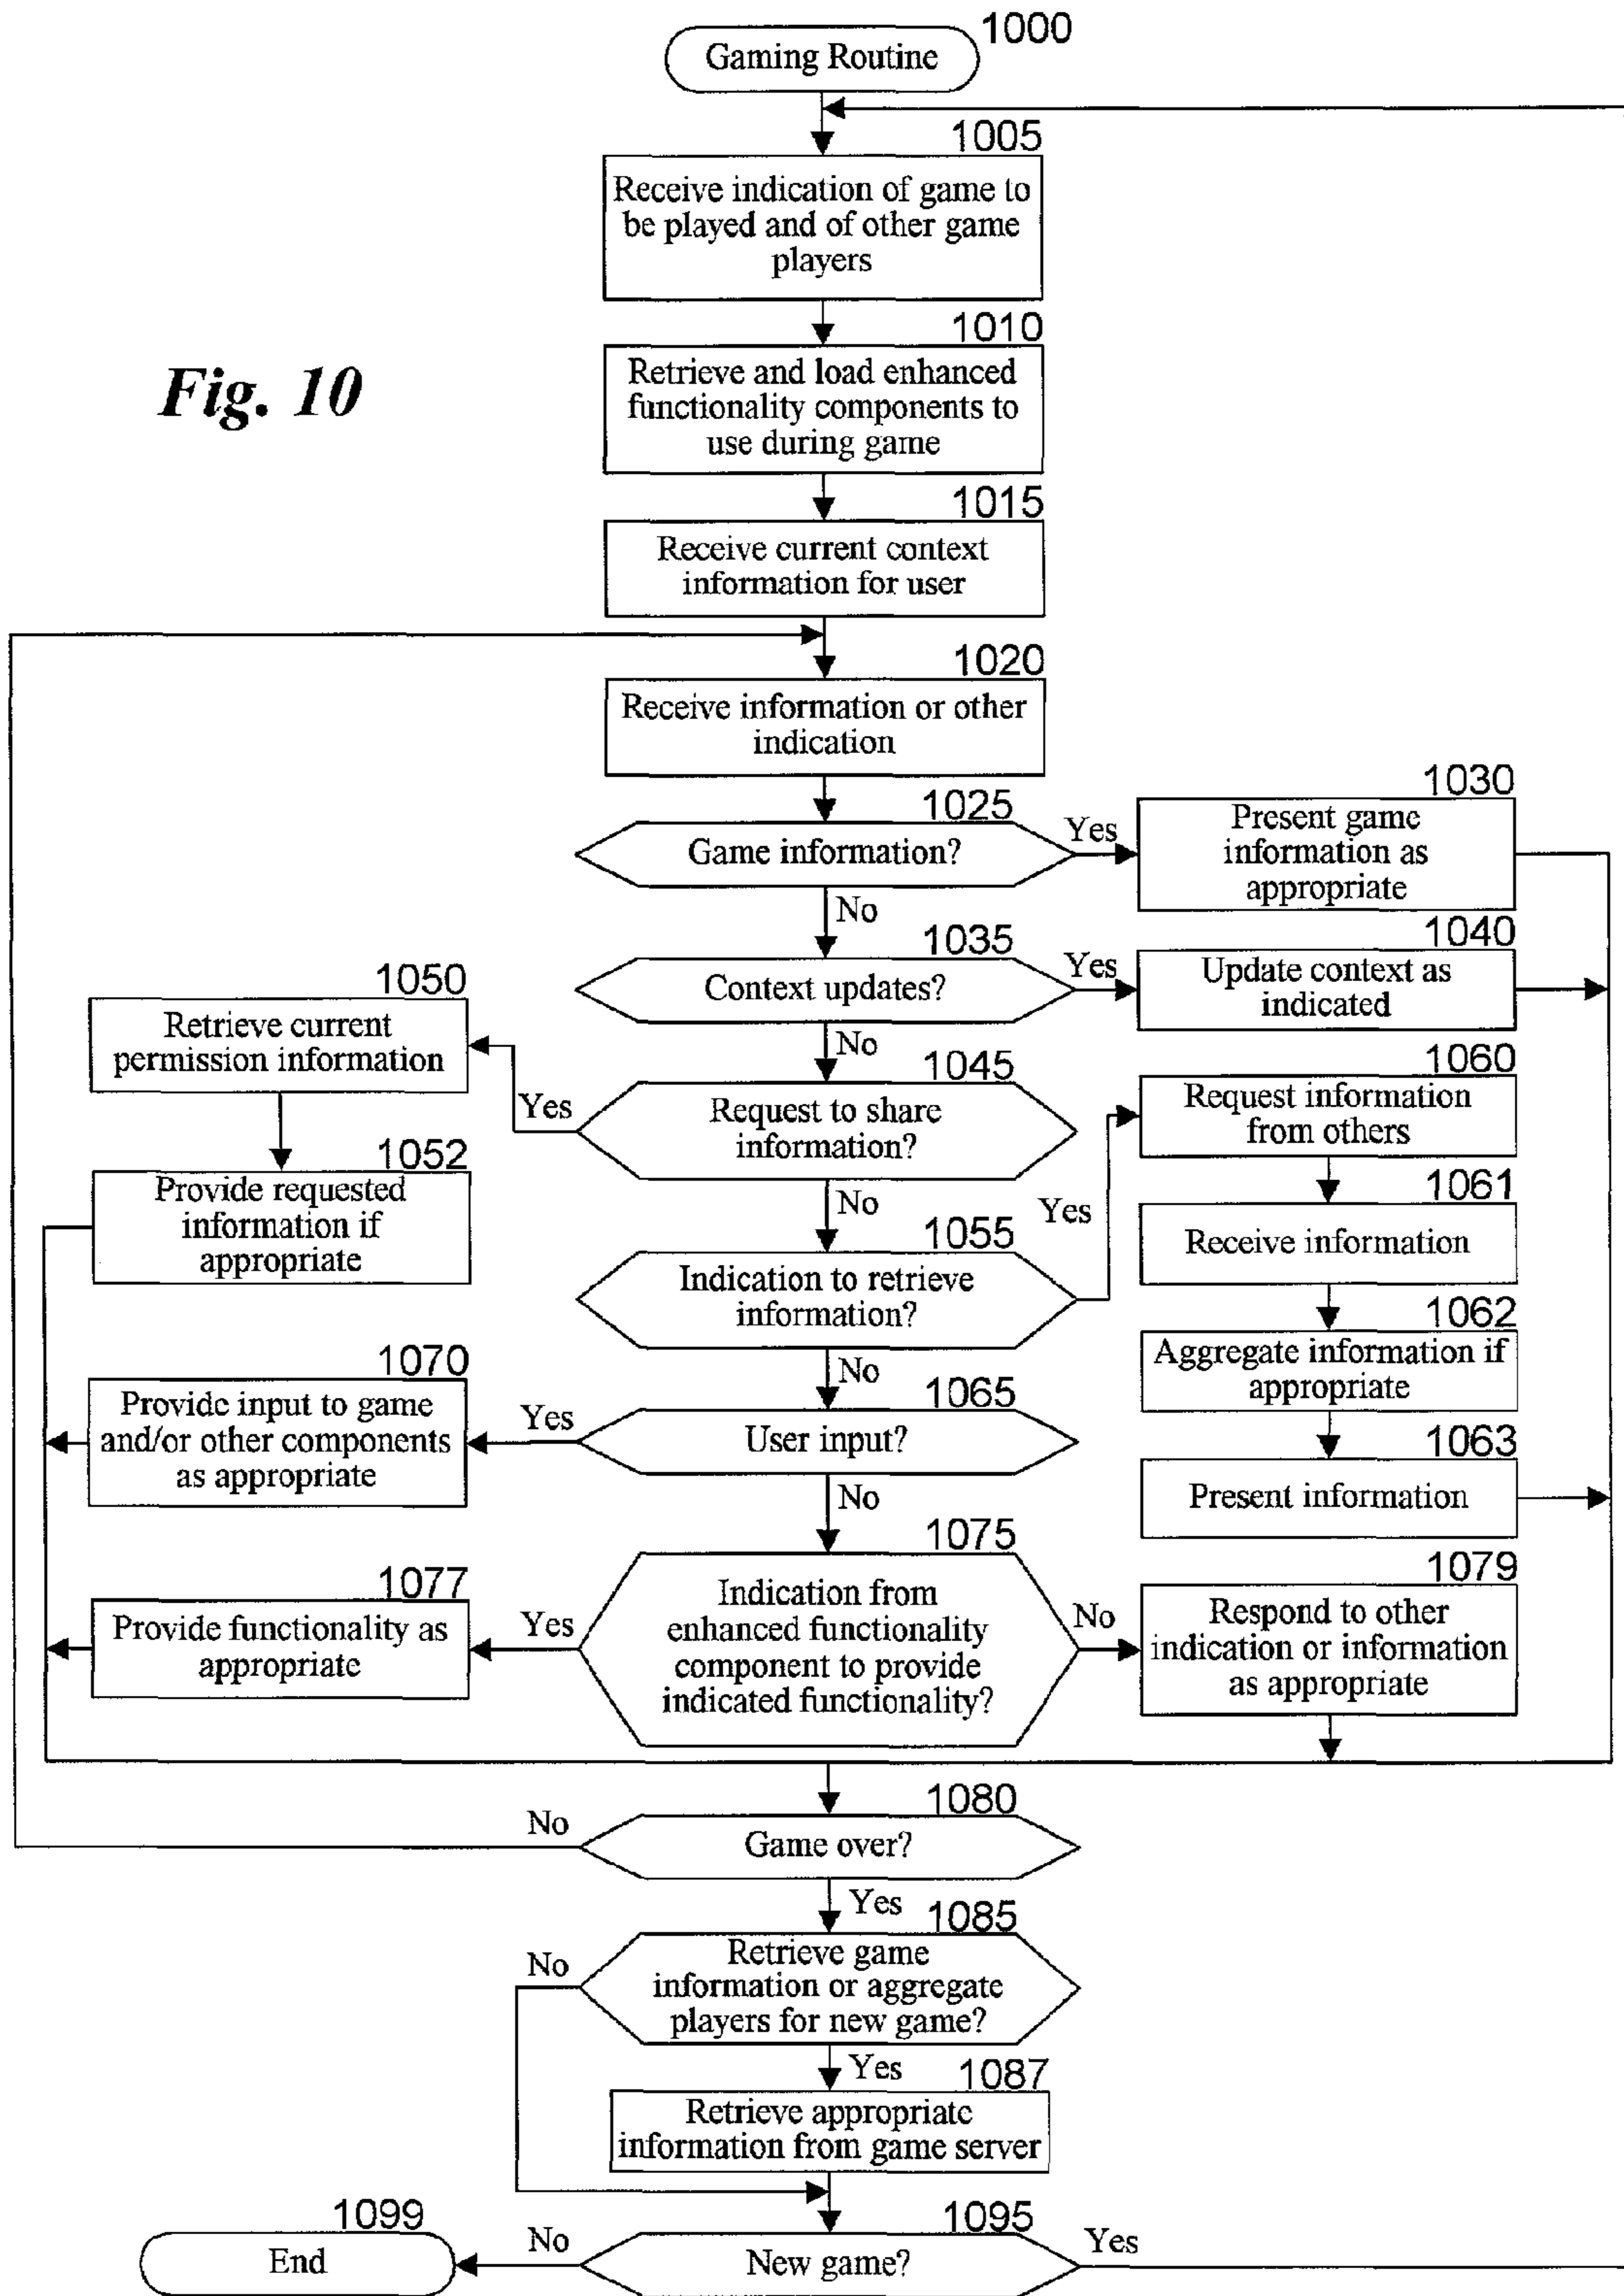 1000
Gaming Routine
1005
Receive indication of game to
be played and of other game
players
1010
Retrieve and load enhanced
functionality components to
use during game
Fig. 10
1015
Receive current context
information for user
1020
Receive information or other
indication
1025
Game information?
Yes
No
1030
Present game
information as
appropriate
1035
Context updates?
Yes
No
1040
Update context as
indicated
1045
Request to share
information?
Yes
No
1050
Retrieve current
permission information
1052
Provide requested
information if
appropriate
1055
Indication to retrieve
information?
Yes
No
1060
Request information
from others
1061
Receive information
1062
Aggregate information if
appropriate
1063
Present information
1065
User input?
Yes
No
1070
Provide input to game
and/or other components
as appropriate
1075
Indication from
enhanced functionality
component to provide
indicated functionality?
Yes
No
1077
Provide functionality as
appropriate
1079
Respond to other
indication or information
as appropriate
1080
Game over?
No
Yes
1085
Retrieve game
information or aggregate
players for new game?
No
Yes
1087
Retrieve appropriate
information from game server
1095
New game?
No
Yes
1099
End